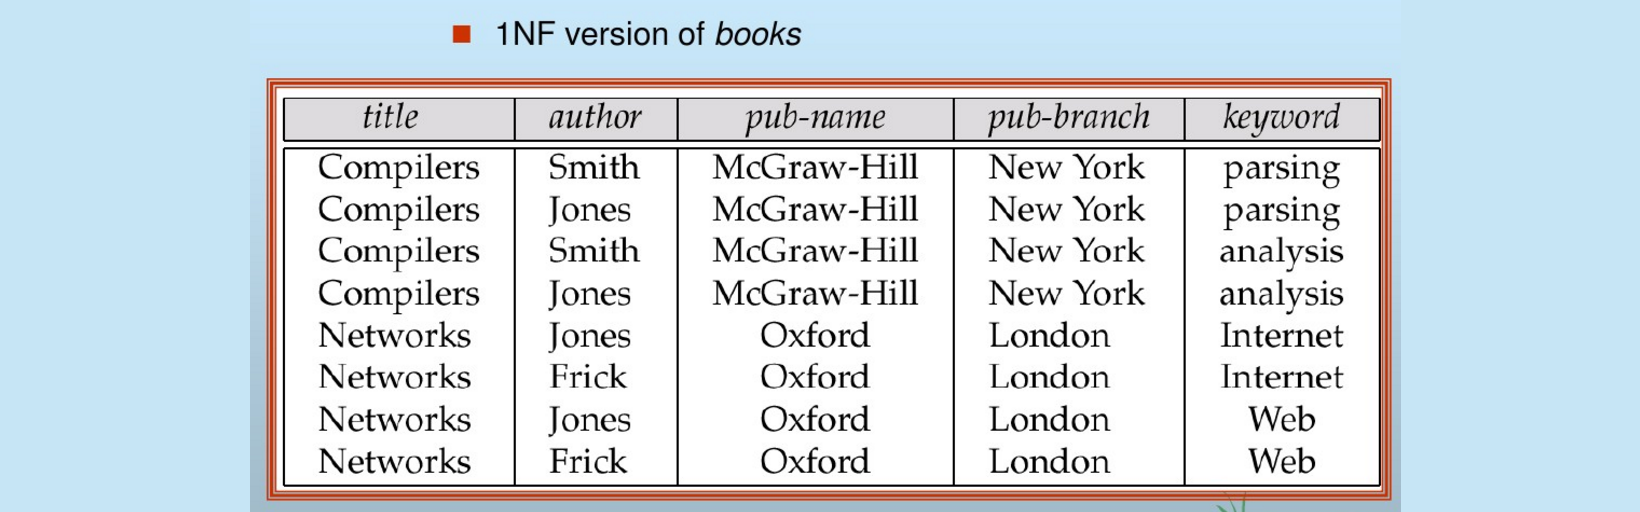 1NF version of books
title author pub-name pub-branch keyword
Compilers Smith McGraw-Hill New York parsing
Compilers Jones McGraw-Hill New York parsing
Compilers Smith McGraw-Hill New York analysis
Compilers Jones McGraw-Hill New York analysis
Networks Jones Oxford London Internet
Networks Frick Oxford London Internet
Networks Jones Oxford London Web
Networks Frick Oxford London Web